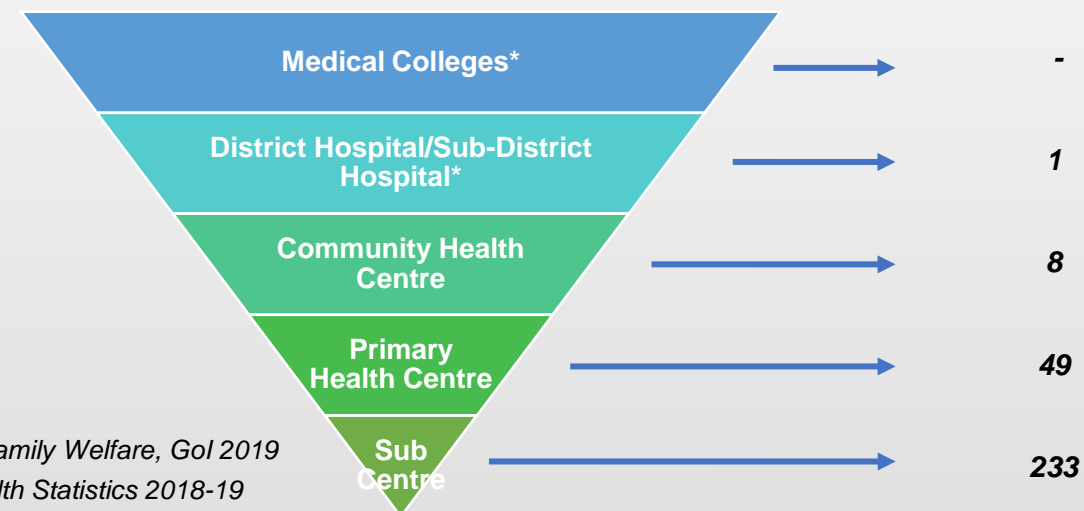 Medical Colleges*
-
District Hospital/Sub-District
Hospital*
1
Community Health
Centre
8
Primary
Health Centre
49
Sub
Centre
233
amily Welfare, GoI 2019
lth Statistics 2018-19